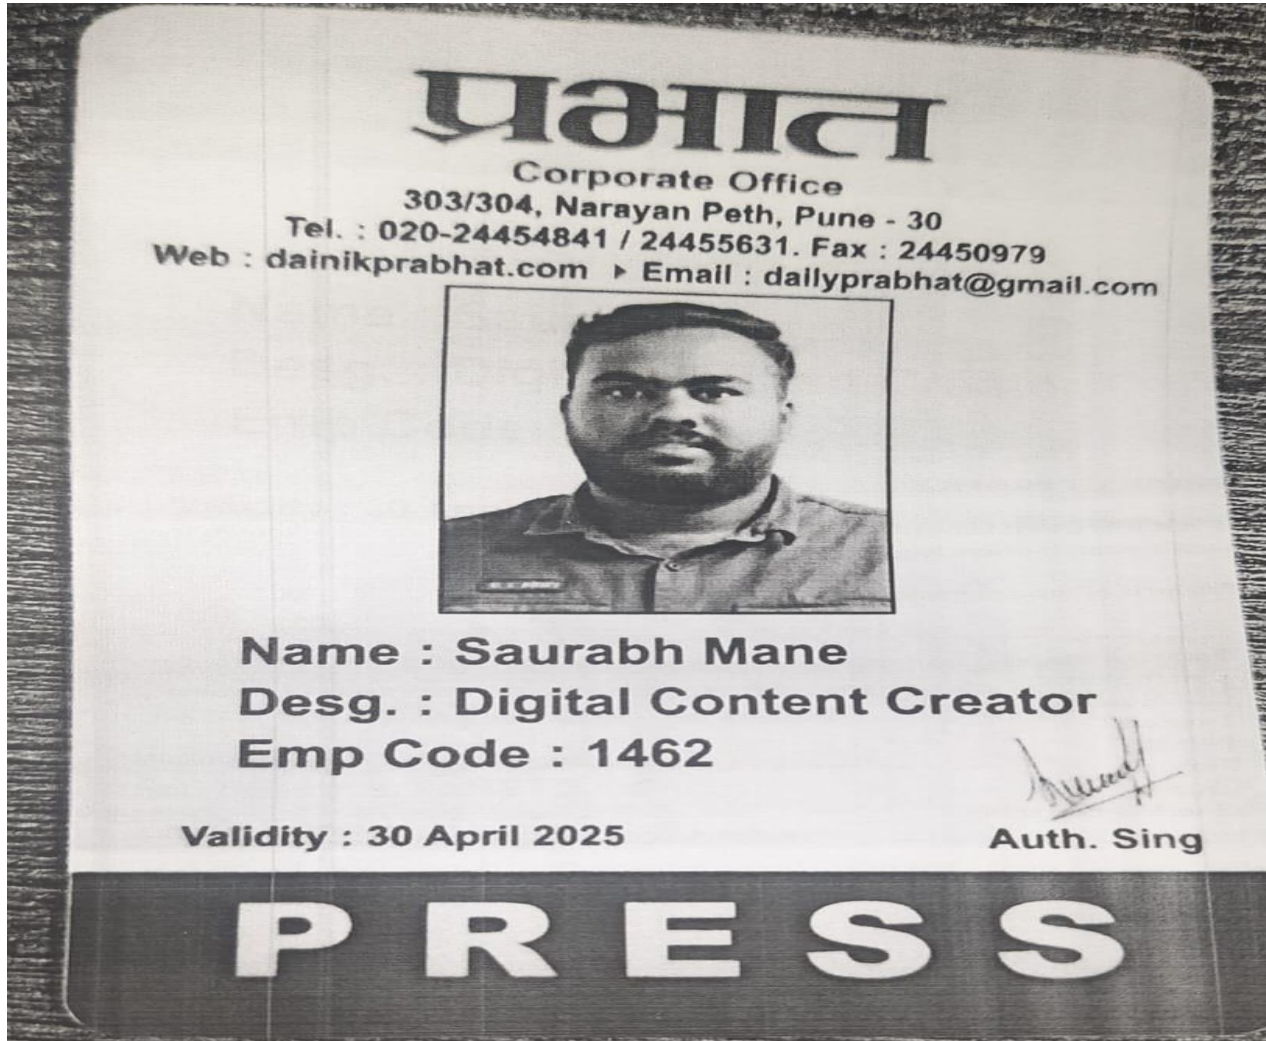 प्रभात
Corporate Office
303/304, Narayan Peth, Pune - 30
Tel. : 020-24454841 / 24455631. Fax : 24450979
Web : dainikprabhat.com ▸ Email : dailyprabhat@gmail.com
Name : Saurabh Mane
Desg. : Digital Content Creator
Emp Code : 1462
Validity : 30 April 2025
Auth. Sing
PRESS